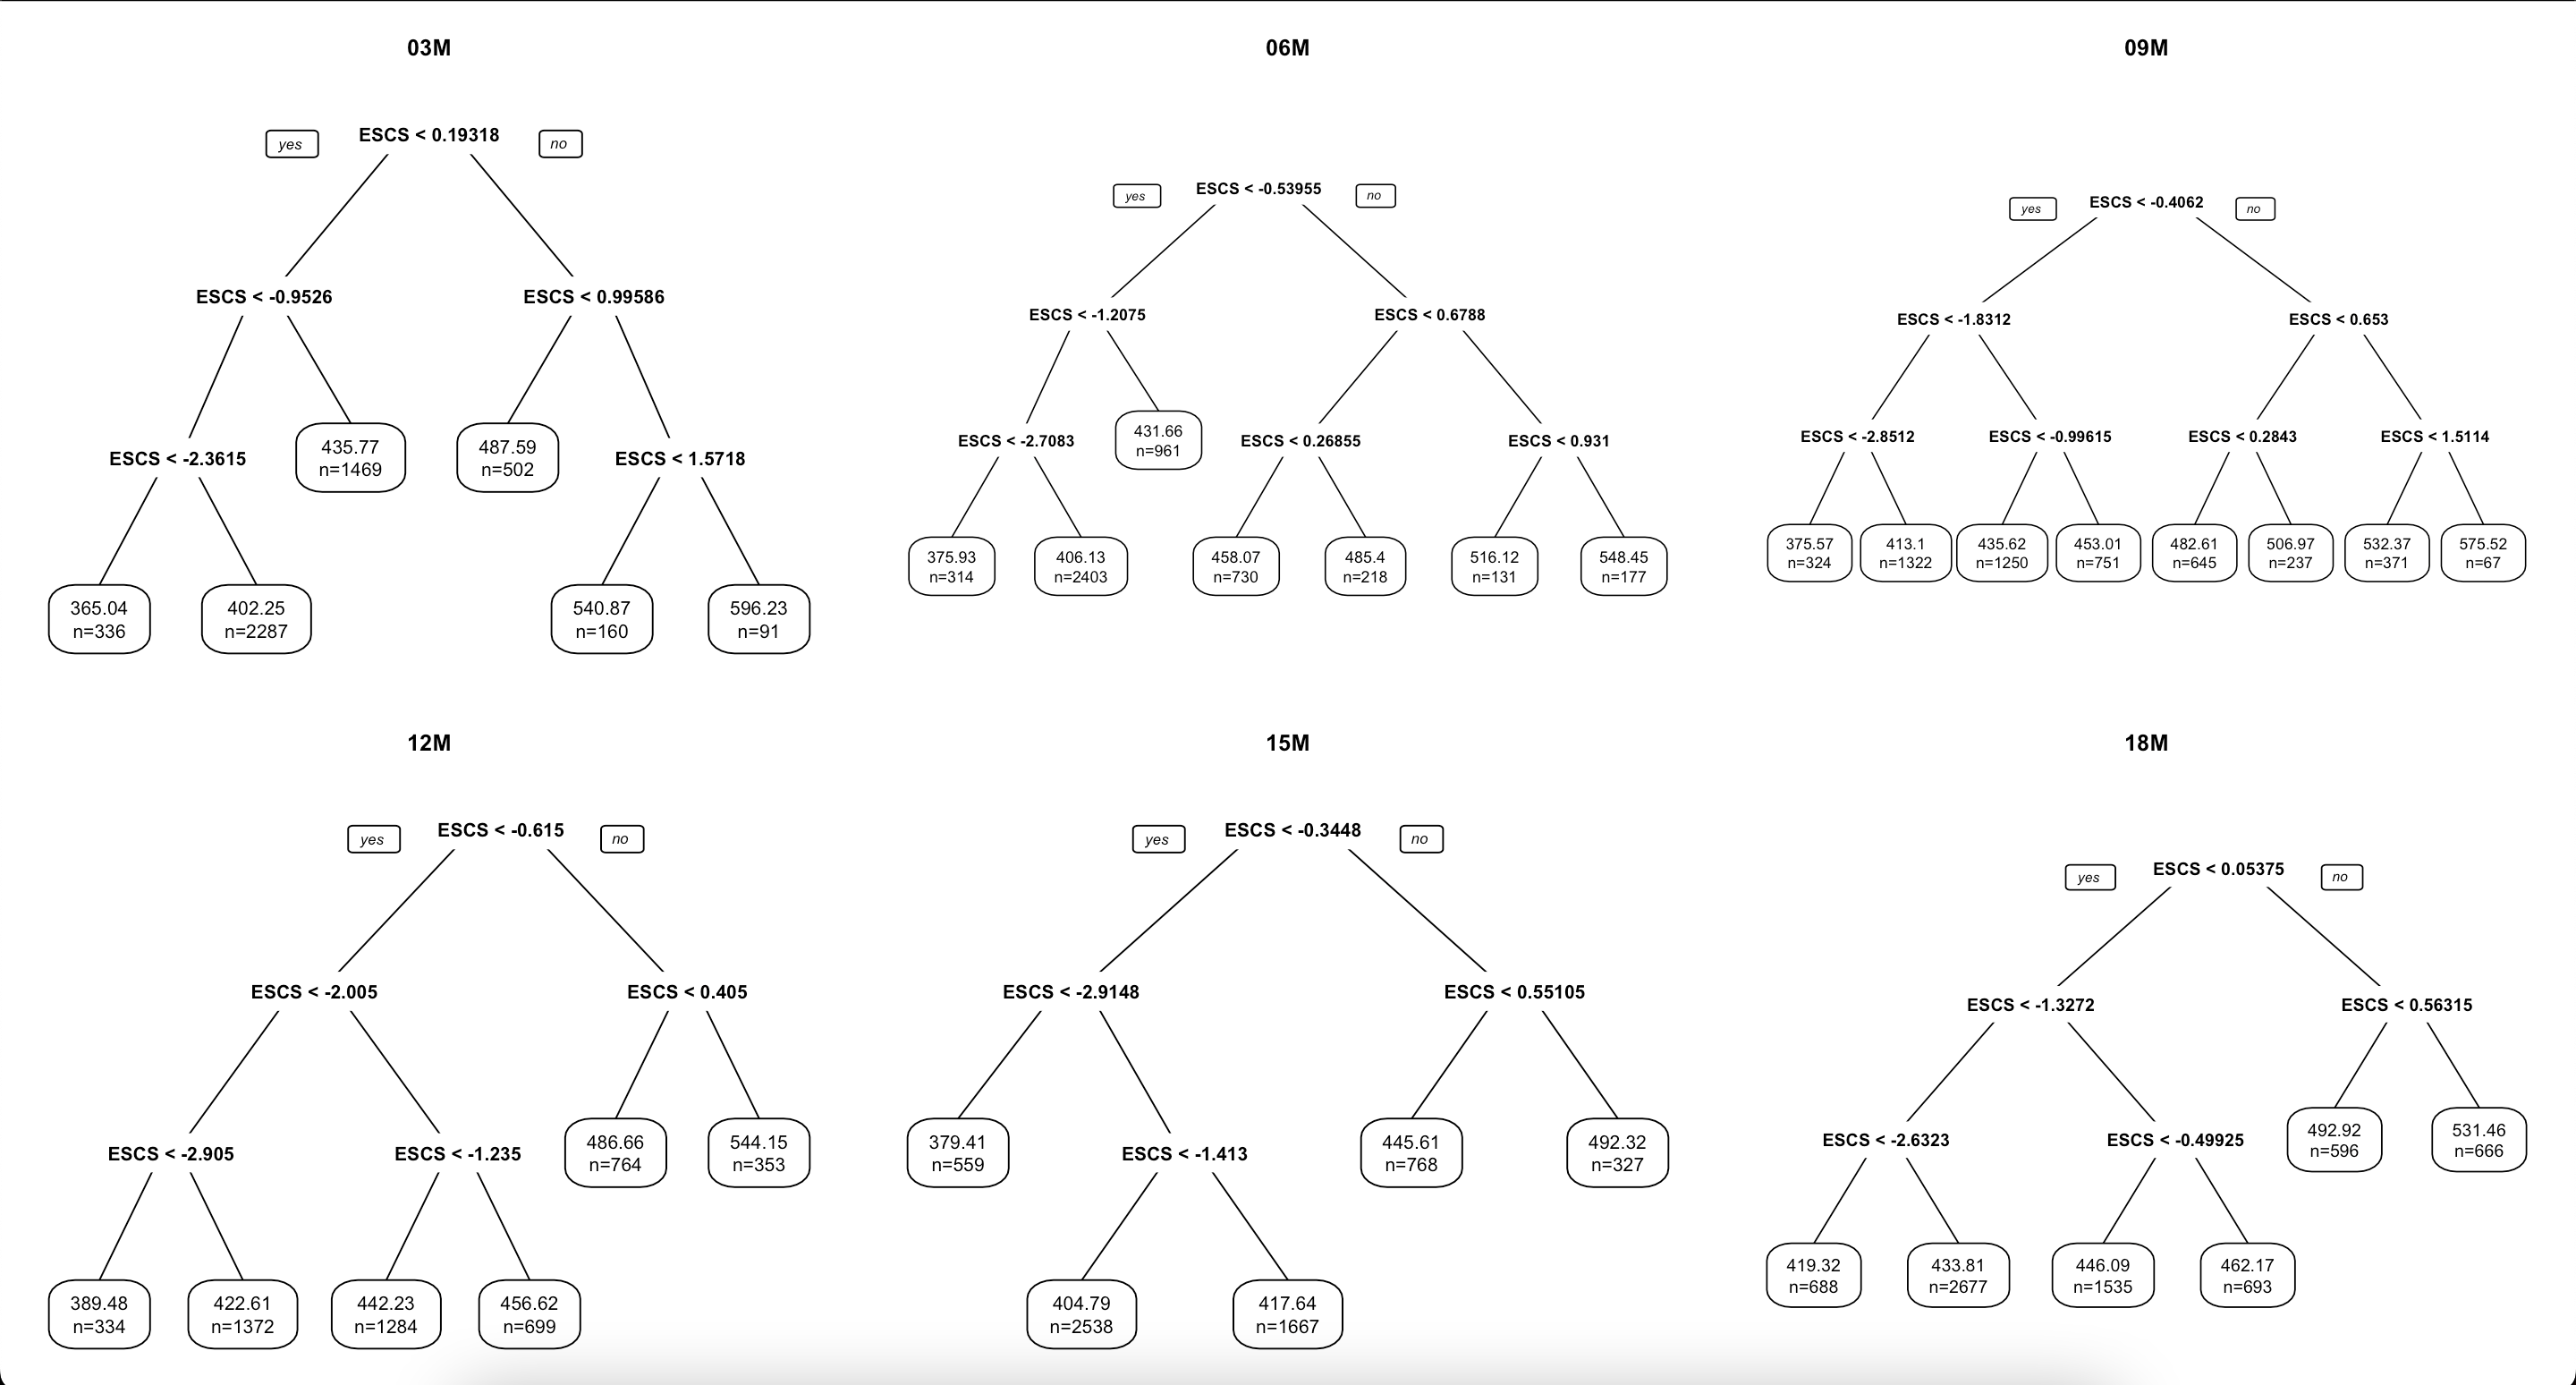 03M
06M
09M
yes
ESCS < 0.19318
no
ESCS < -0.9526
ESCS < 0.99586
ESCS < -2.3615
435.77
n=1469
487.59
n=502
ESCS < 1.5718
365.04
n=336
402.25
n=2287
540.87
n=160
596.23
n=91
yes
ESCS < -0.53955
no
ESCS < -1.2075
ESCS < 0.6788
ESCS < -2.7083
431.66
n=961
ESCS < 0.26855
ESCS < 0.931
375.93
n=314
406.13
n=2403
458.07
n=730
485.4
n=218
516.12
n=131
548.45
n=177
yes
ESCS < -0.4062
no
ESCS < -1.8312
ESCS < 0.653
ESCS < -2.8512
ESCS < -0.99615
ESCS < 0.2843
ESCS < 1.5114
375.57
n=324
413.1
n=1322
435.62
n=1250
453.01
n=751
482.61
n=645
506.97
n=237
532.37
n=371
575.52
n=67
12M
15M
18M
yes
ESCS < -0.615
no
ESCS < -2.005
ESCS < 0.405
ESCS < -2.905
ESCS < -1.235
486.66
n=764
544.15
n=353
389.48
n=334
422.61
n=1372
442.23
n=1284
456.62
n=699
yes
ESCS < -0.3448
no
ESCS < -2.9148
ESCS < 0.55105
379.41
n=559
ESCS < -1.413
445.61
n=768
492.32
n=327
404.79
n=2538
417.64
n=1667
yes
ESCS < 0.05375
no
ESCS < -1.3272
ESCS < 0.56315
ESCS < -2.6323
ESCS < -0.49925
492.92
n=596
531.46
n=666
419.32
n=688
433.81
n=2677
446.09
n=1535
462.17
n=693